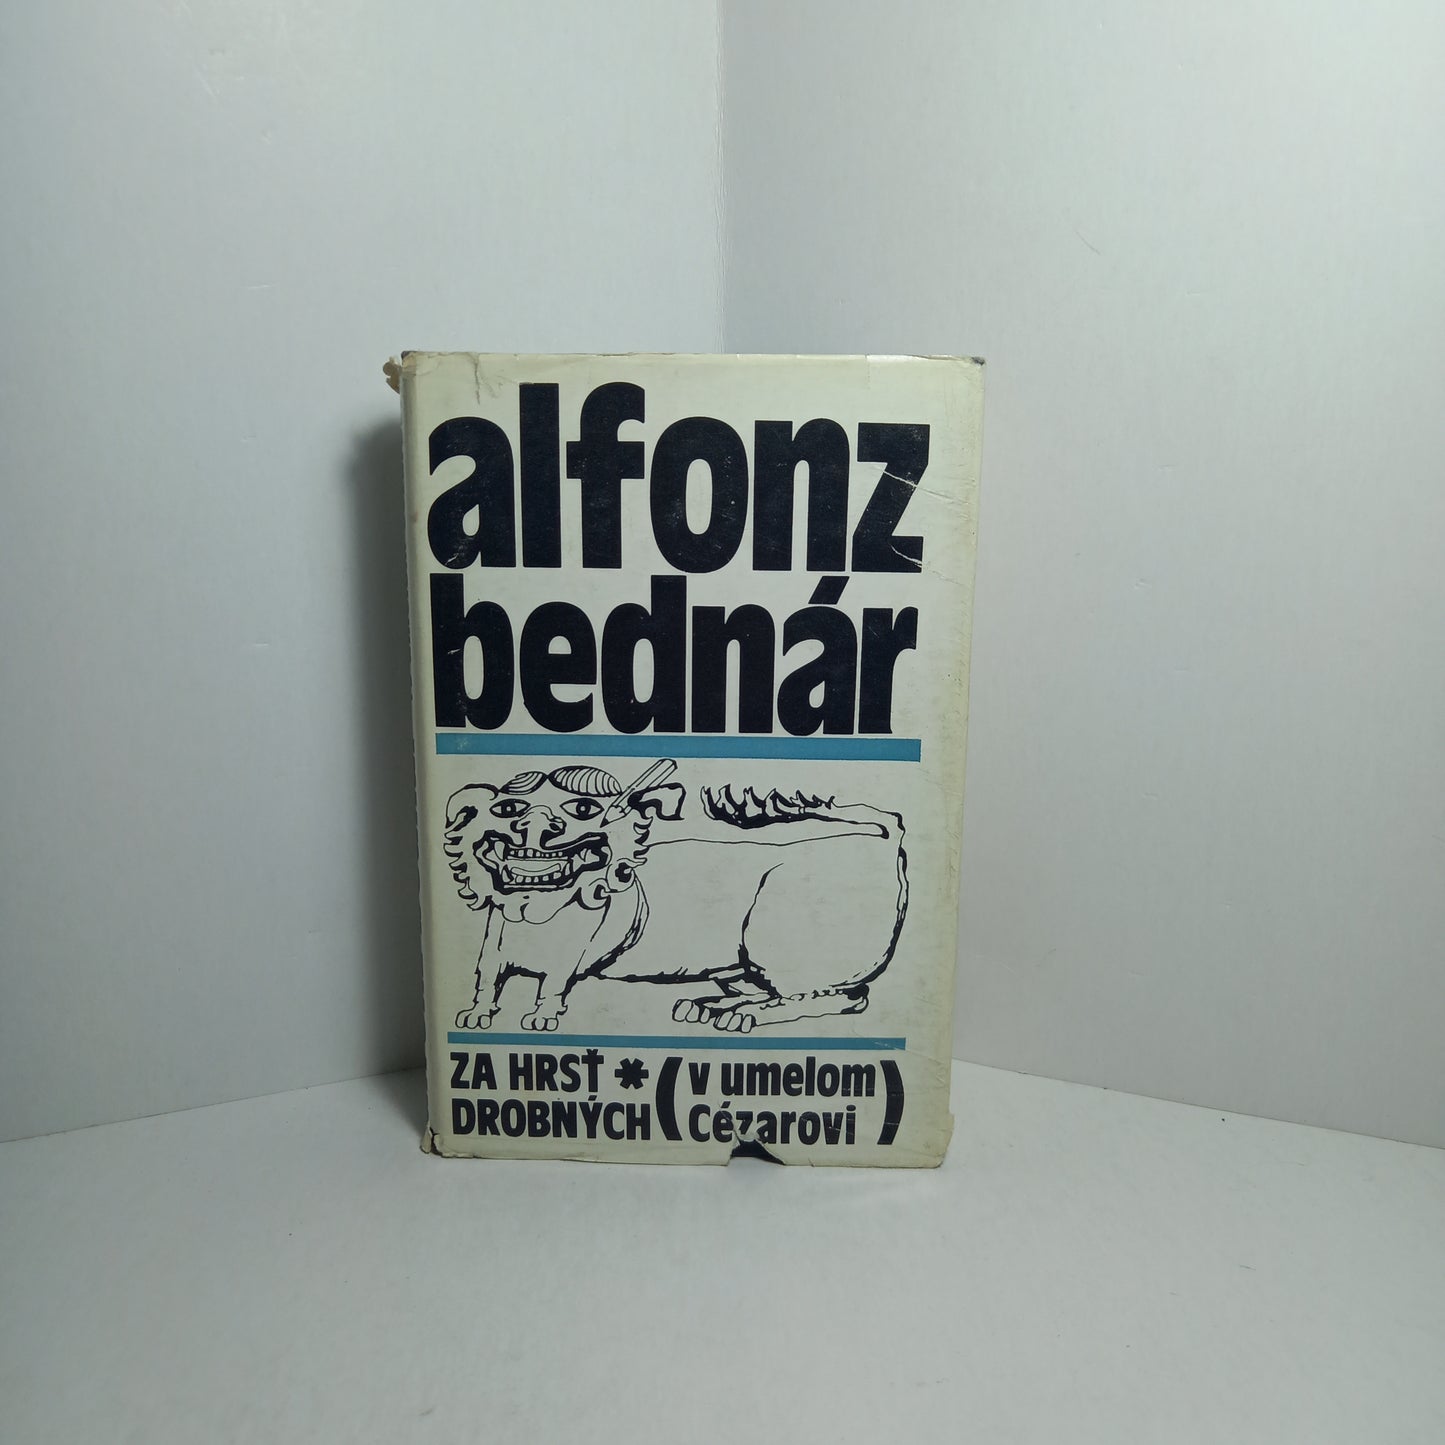 alfonz
bednár
ZA HRSŤ * (v umelom
DROBNÝCH Cézarovi)